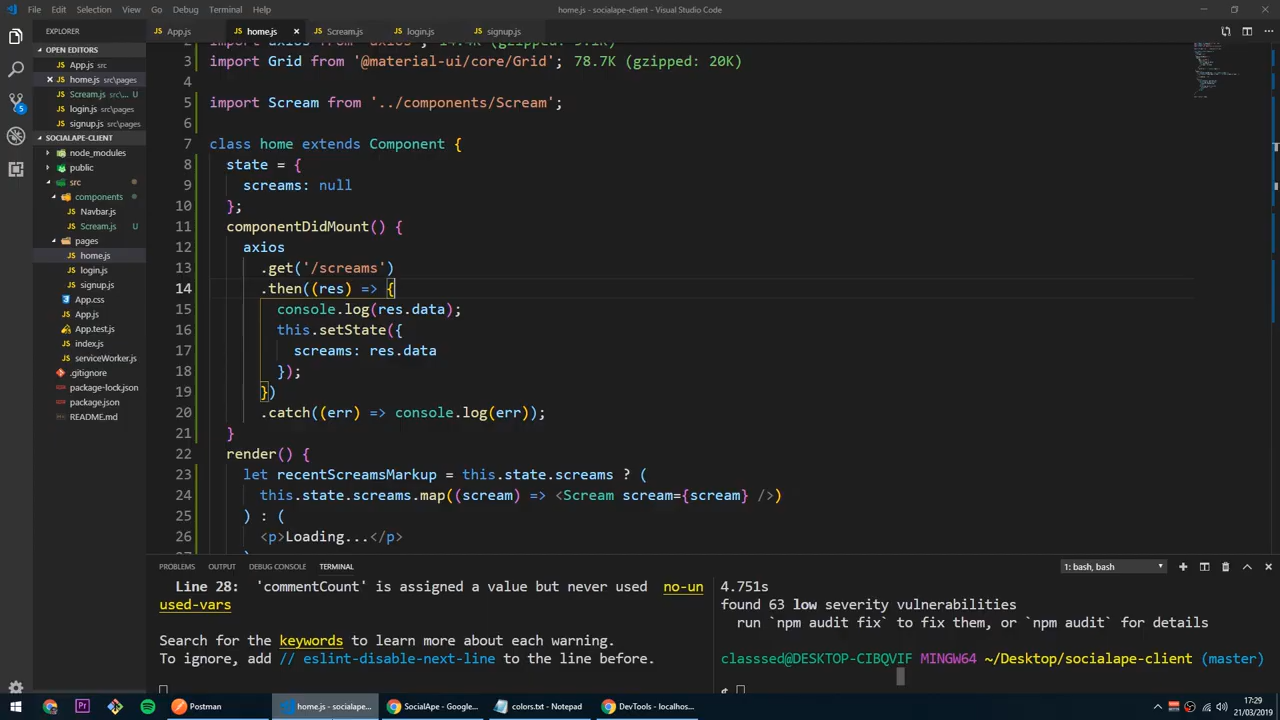 File Edit Selection View Go Debug Terminal Help
home.js - socialape-client - Visual Studio Code
EXPLORER
App.js
home.js ×
Scream.js
login.js
signup.js
OPEN EDITORS
App.js src
× home.js src\pages
Scream.js src\... U
login.js src\pages
signup.js src\pages
SOCIALAPE-CLIENT
node_modules
public
src
components
Navbar.js
Scream.js U
pages
home.js
login.js
signup.js
App.css
App.js
App.test.js
index.js
serviceWorker.js
.gitignore
package-lock.json
package.json
README.md
5
3 import Grid from '@material-ui/core/Grid'; 78.7K (gzipped: 20K)
4
5 import Scream from '../components/Scream';
6
7 class home extends Component {
8 state = {
9 screams: null
10 };
11 componentDidMount() {
12 axios
13 .get('/screams')
14 .then((res) => {
15 console.log(res.data);
16 this.setState({
17 screams: res.data
18 });
19 })
20 .catch((err) => console.log(err));
21 }
22 render() {
23 let recentScreamsMarkup = this.state.screams ? (
24 this.state.screams.map((scream) => <Scream scream={scream} />)
25 ) : (
26 <p>Loading...</p>
PROBLEMS OUTPUT DEBUG CONSOLE TERMINAL
1: bash, bash
Line 28: 'commentCount' is assigned a value but never used no-un
used-vars
Search for the keywords to learn more about each warning.
To ignore, add // eslint-disable-next-line to the line before.
4.751s
found 63 low severity vulnerabilities
run `npm audit fix` to fix them, or `npm audit` for details
classsed@DESKTOP-CIBQVIF MINGW64 ~/Desktop/socialape-client (master)
$
Postman
home.js - socialape...
SocialApe - Google...
colors.txt - Notepad
DevTools - localhos...
17:29
21/03/2019